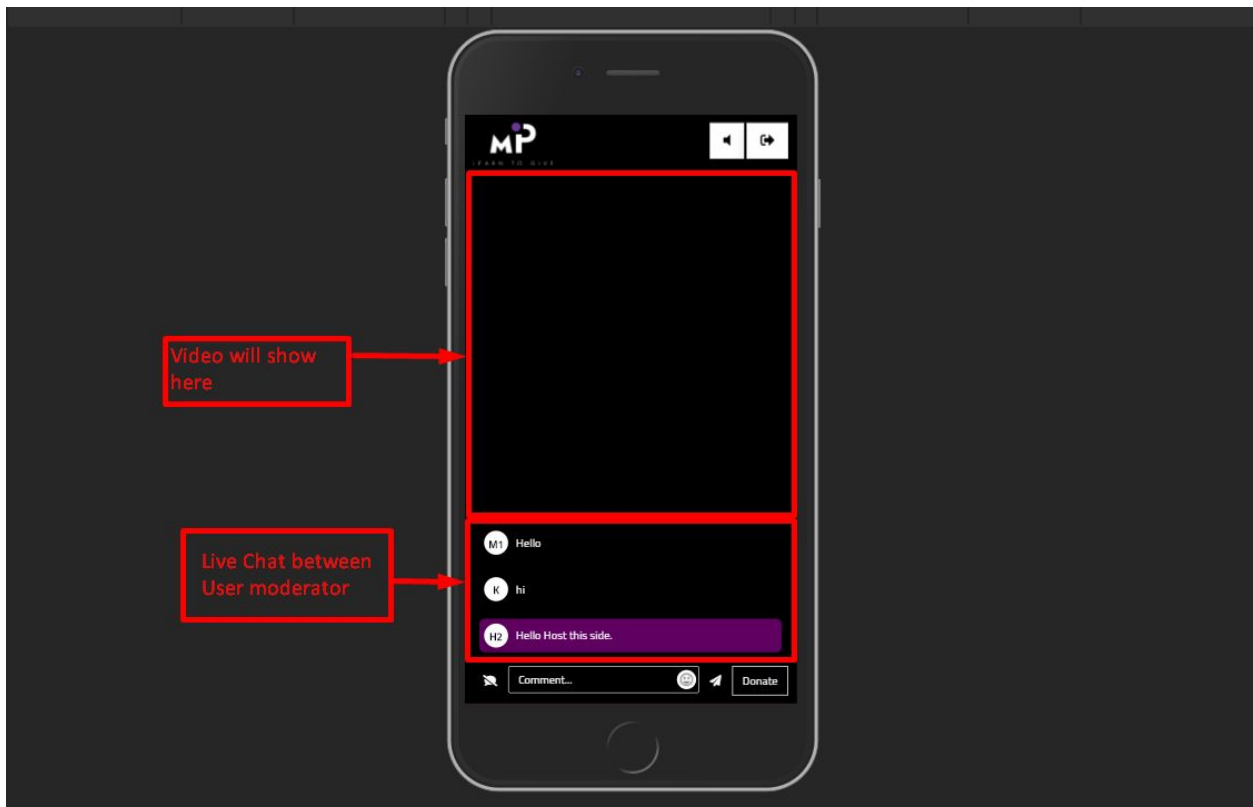 MP
LEARN TO GIVE
Video will show
here
Live Chat between
User moderator
M1 Hello
K hi
H2 Hello Host this side.
Comment...
Donate